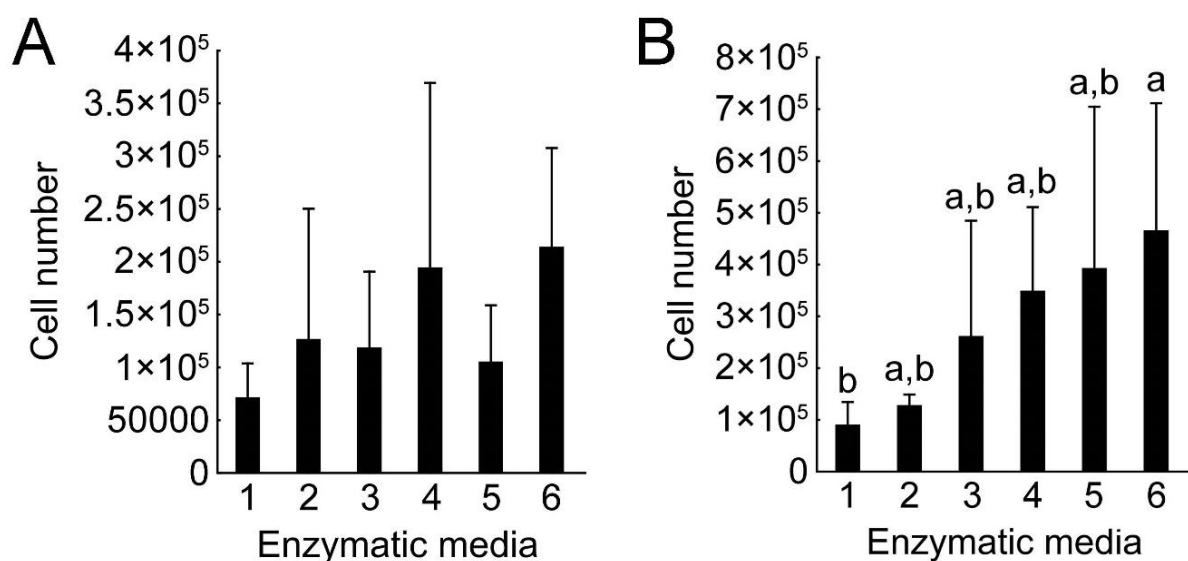 A
4×10⁵
3.5×10⁵
3×10⁵
2.5×10⁵
2×10⁵
1.5×10⁵
1×10⁵
50000
0
Cell number
1 2 3 4 5 6
Enzymatic media
B
8×10⁵
7×10⁵
6×10⁵
5×10⁵
4×10⁵
3×10⁵
2×10⁵
1×10⁵
0
Cell number
b a,b a,b a,b a,b a
1 2 3 4 5 6
Enzymatic media